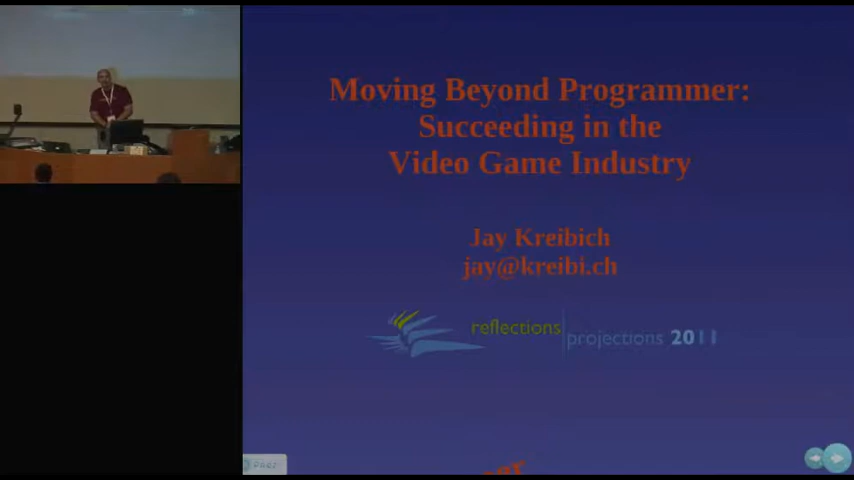 Moving Beyond Programmer:
Succeeding in the
Video Game Industry
Jay Kreibich
jay@kreibi.ch
reflections
projections 2011